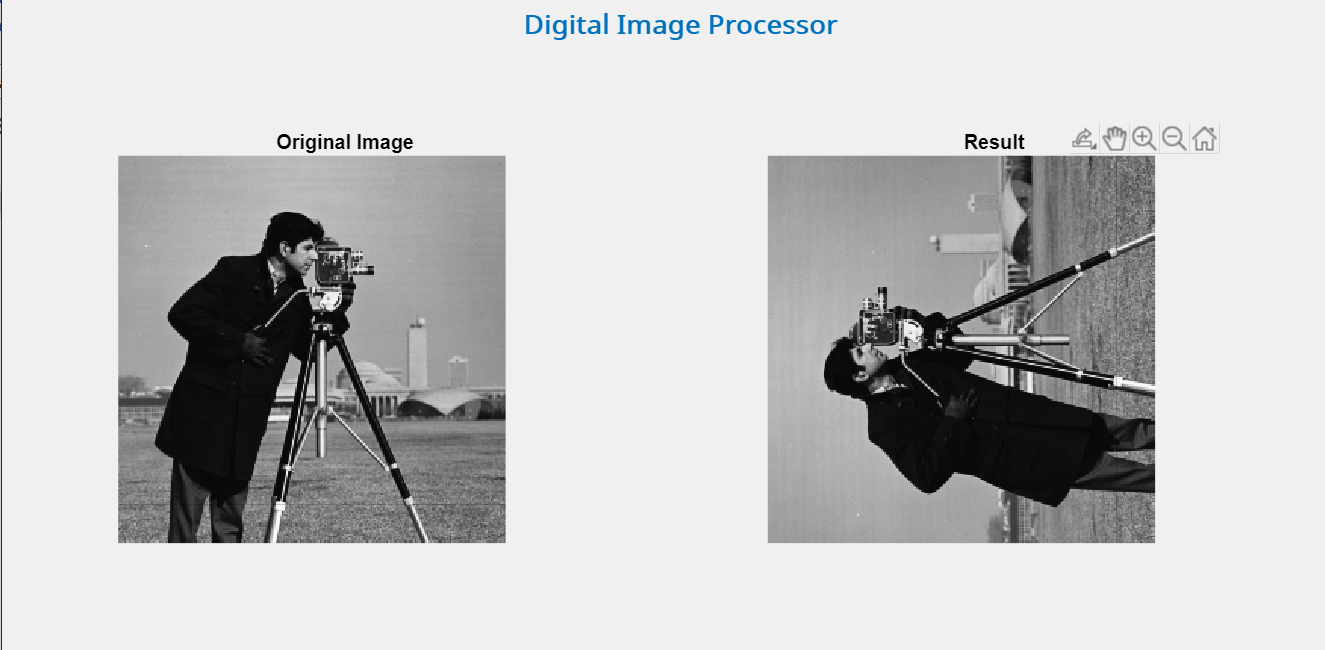 Digital Image Processor
Original Image
Result